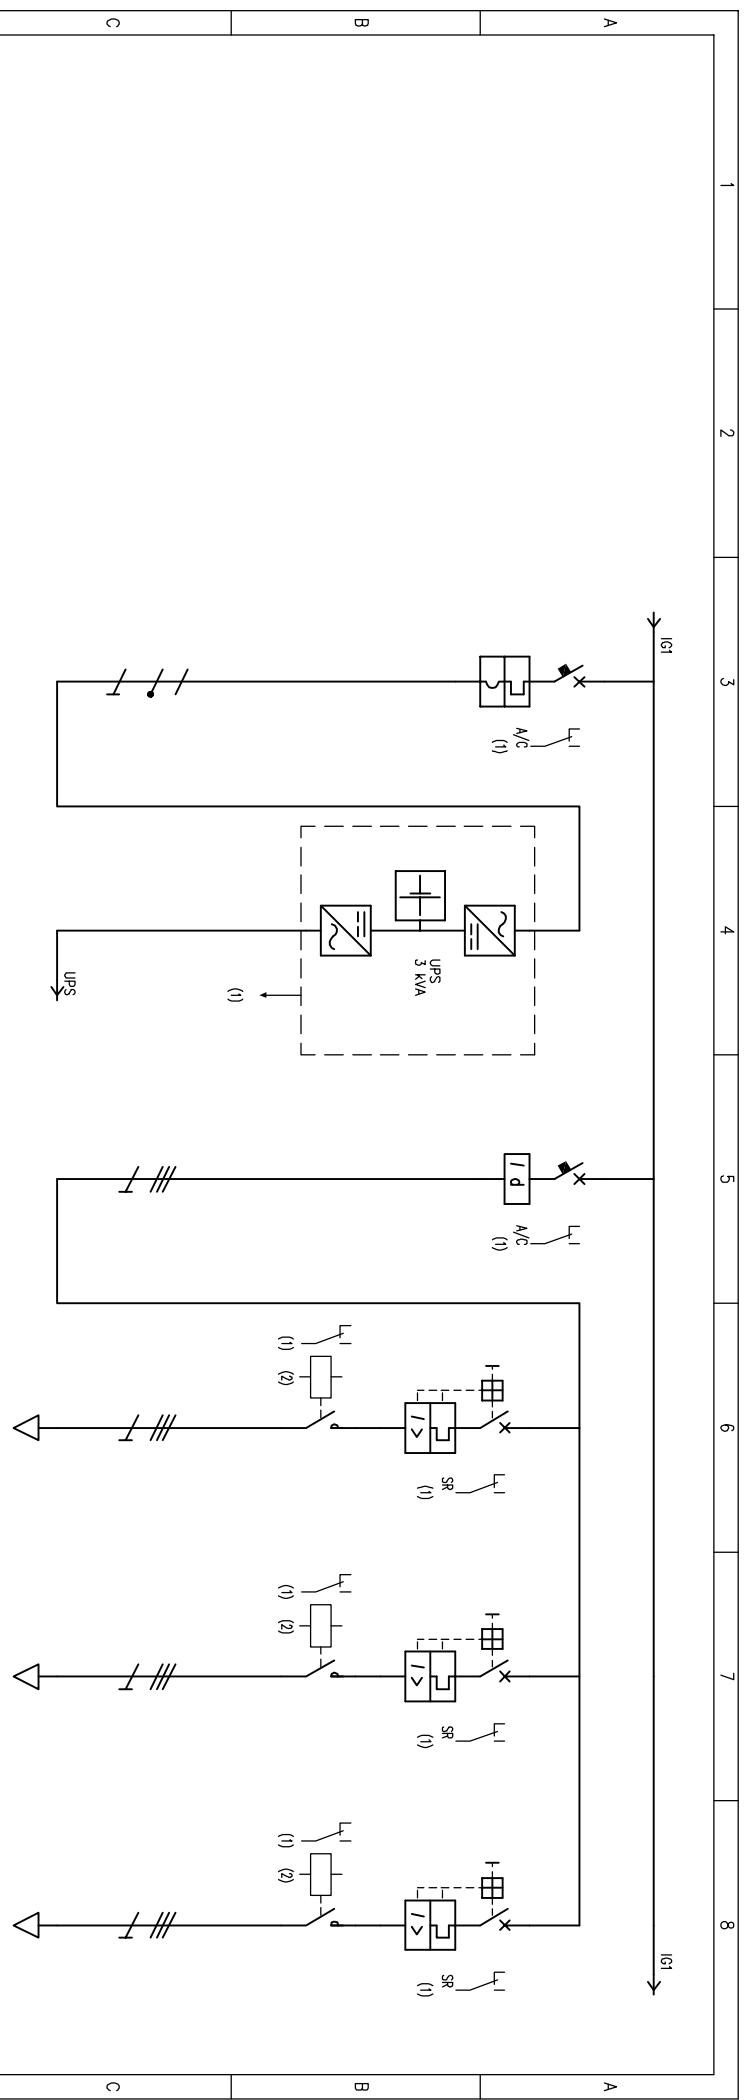 1 2 3 4 5 6 7 8
A A
IG1 IG1
A/C
(1)
A/C
(1)
Id
SR
(1)
SR
(1)
SR
(1)
I>
I>
I>
B B
UPS
3 kVA
(1)
(1)
(2)
(1)
(2)
(1)
(2)
UPS
C C